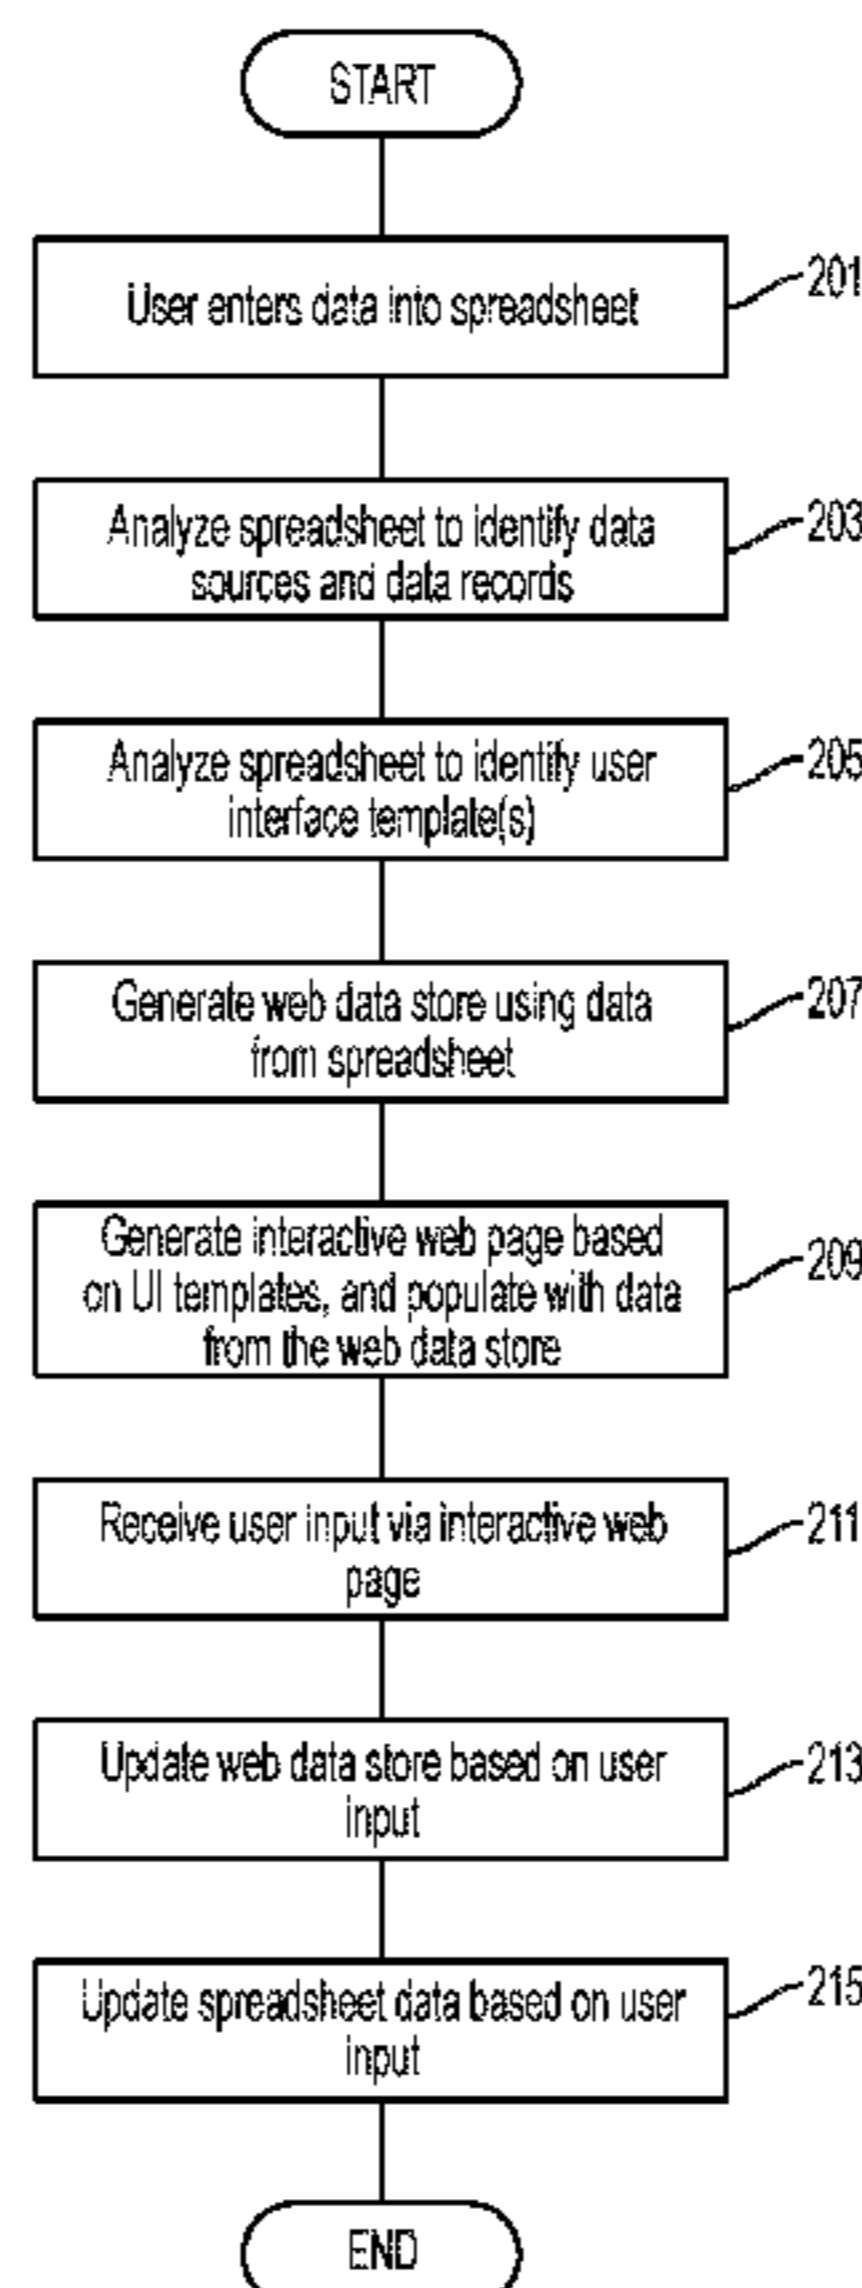 START
User enters data into spreadsheet
201
Analyze spreadsheet to identify data
sources and data records
203
Analyze spreadsheet to identify user
interface template(s)
205
Generate web data store using data
from spreadsheet
207
Generate interactive web page based
on UI templates, and populate with data
from the web data store
209
Receive user input via interactive web
page
211
Update web data store based on user
input
213
Update spreadsheet data based on user
input
215
END